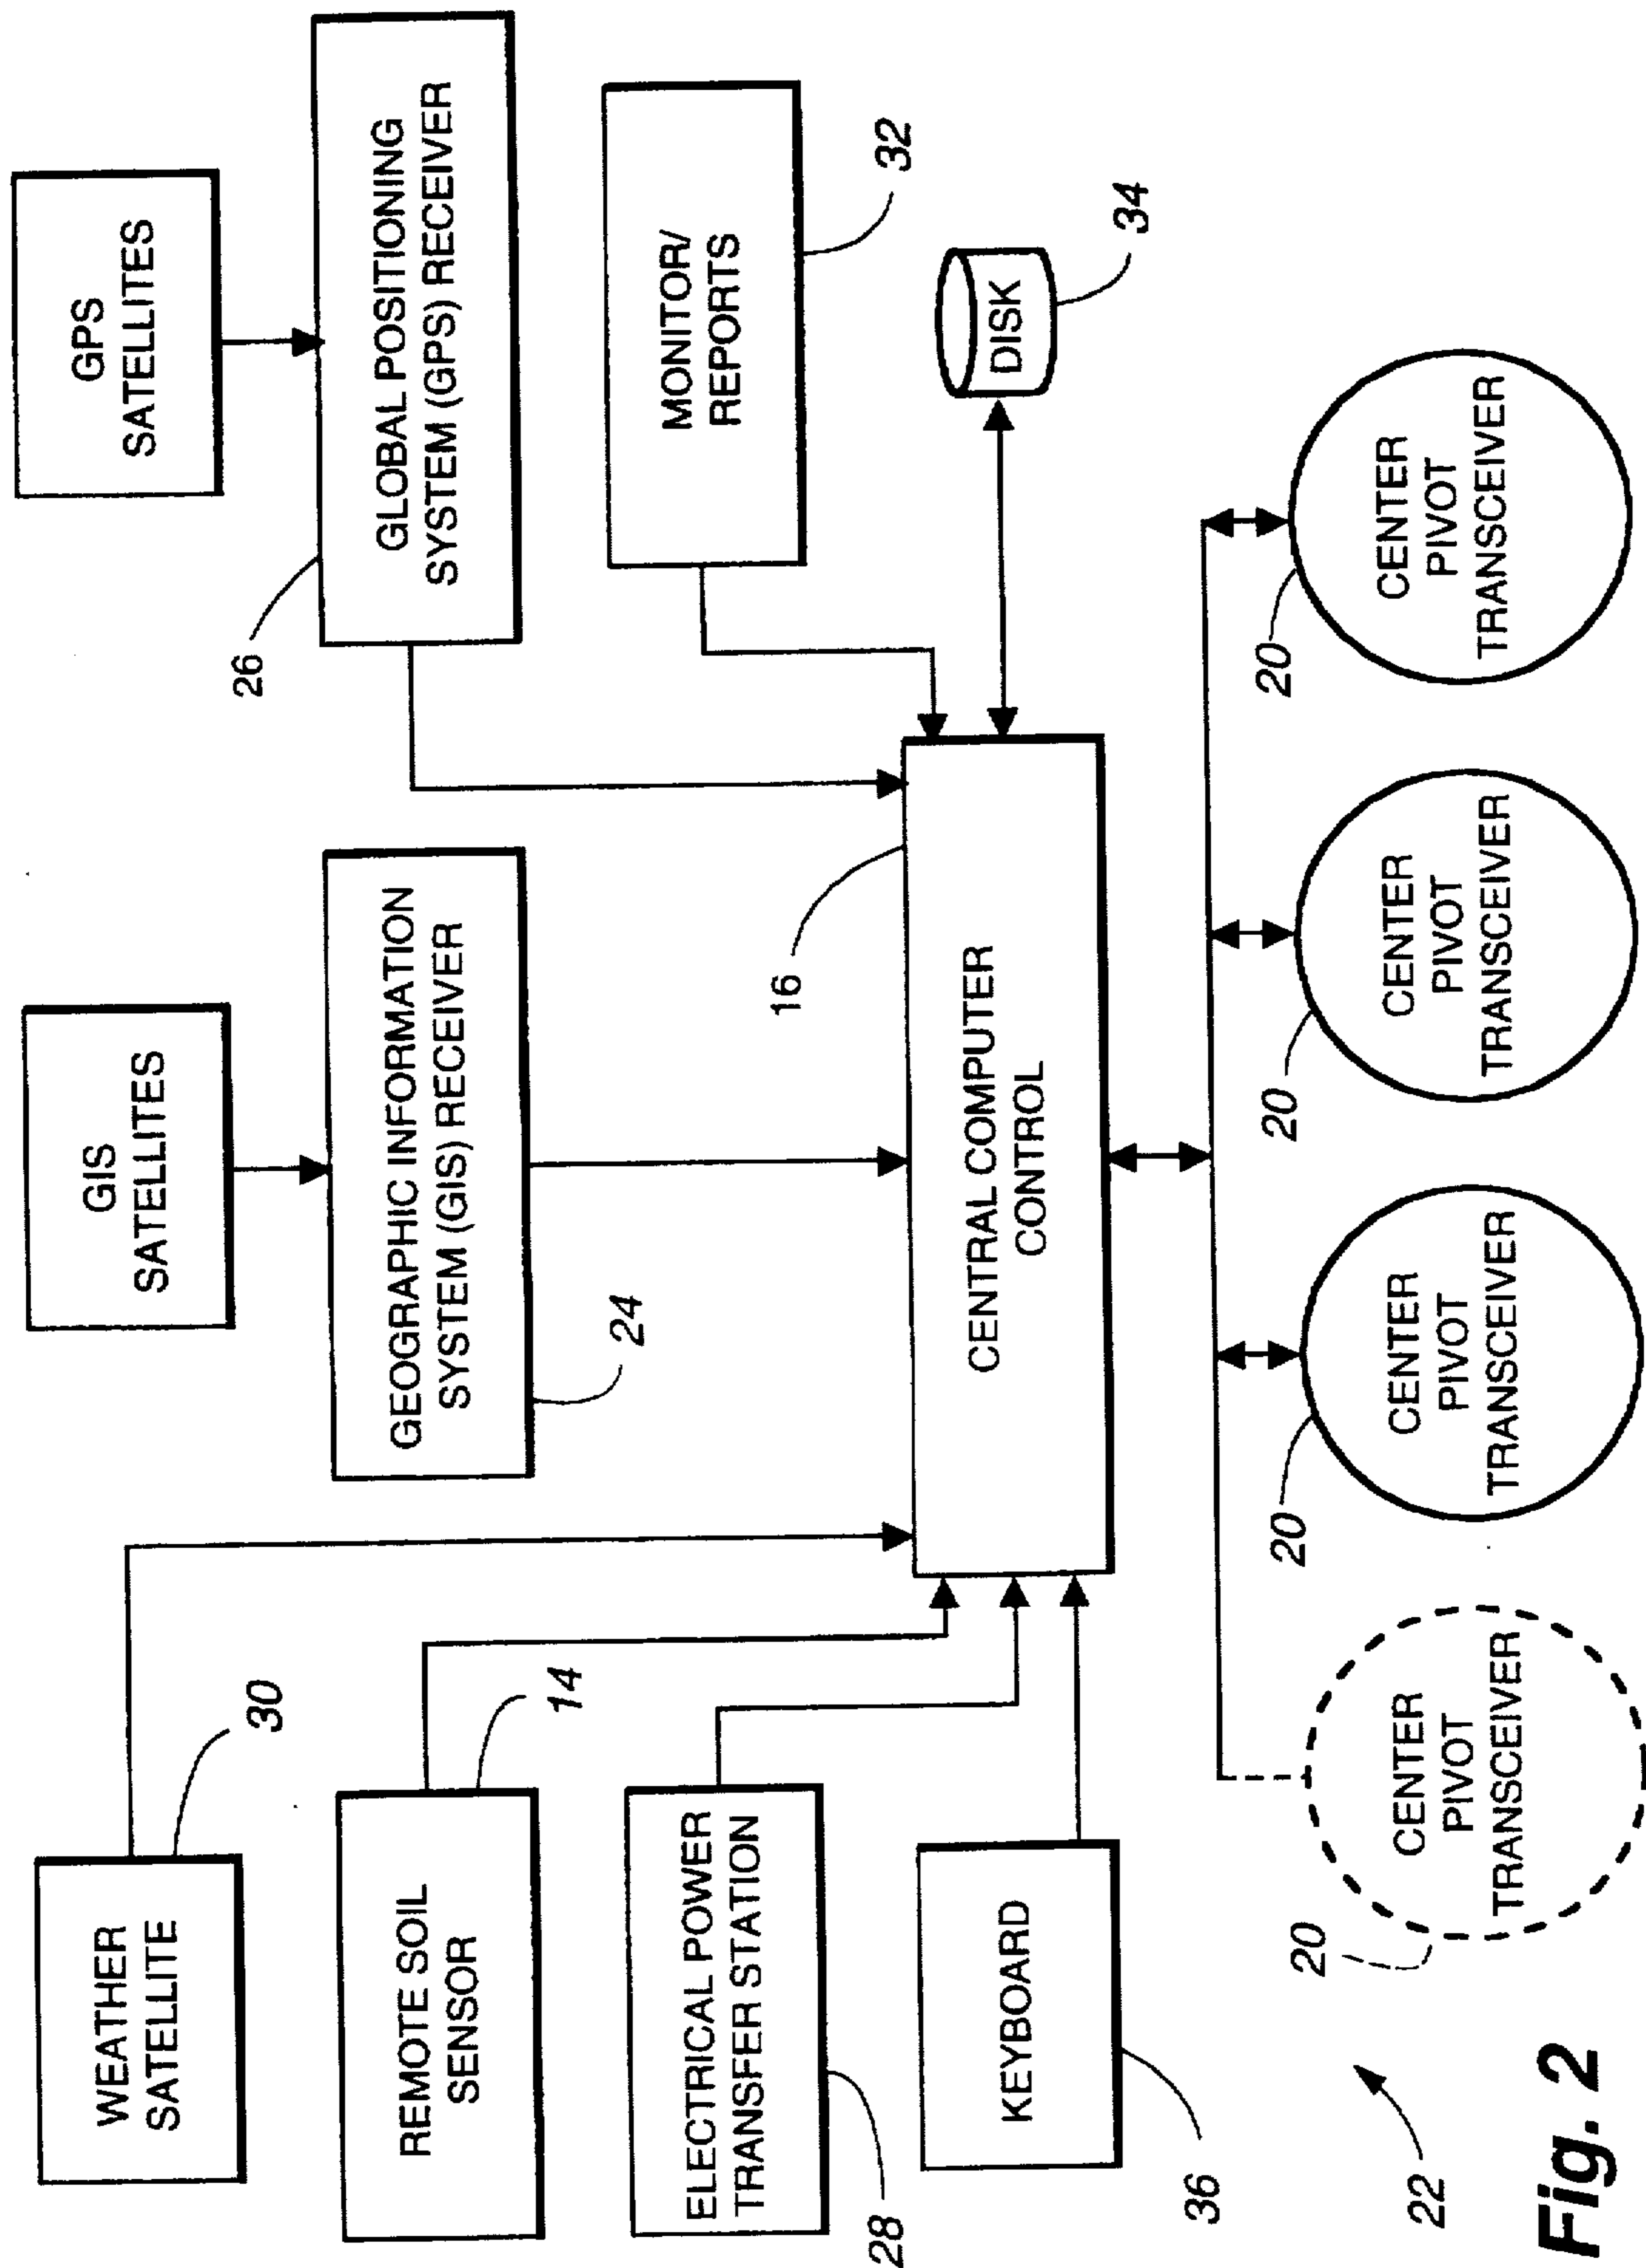 WEATHER
SATELLITE
30
GIS
SATELLITES
GPS
SATELLITES
REMOTE SOIL
SENSOR
14
GEOGRAPHIC INFORMATION
SYSTEM (GIS) RECEIVER
24
26
GLOBAL POSITIONING
SYSTEM (GPS) RECEIVER
ELECTRICAL POWER
TRANSFER STATION
28
MONITOR/
REPORTS
32
KEYBOARD
36
16
CENTRAL COMPUTER
CONTROL
DISK
34
20
CENTER
PIVOT
TRANSCEIVER
20
CENTER
PIVOT
TRANSCEIVER
20
CENTER
PIVOT
TRANSCEIVER
20
CENTER
PIVOT
TRANSCEIVER
22
Fig. 2